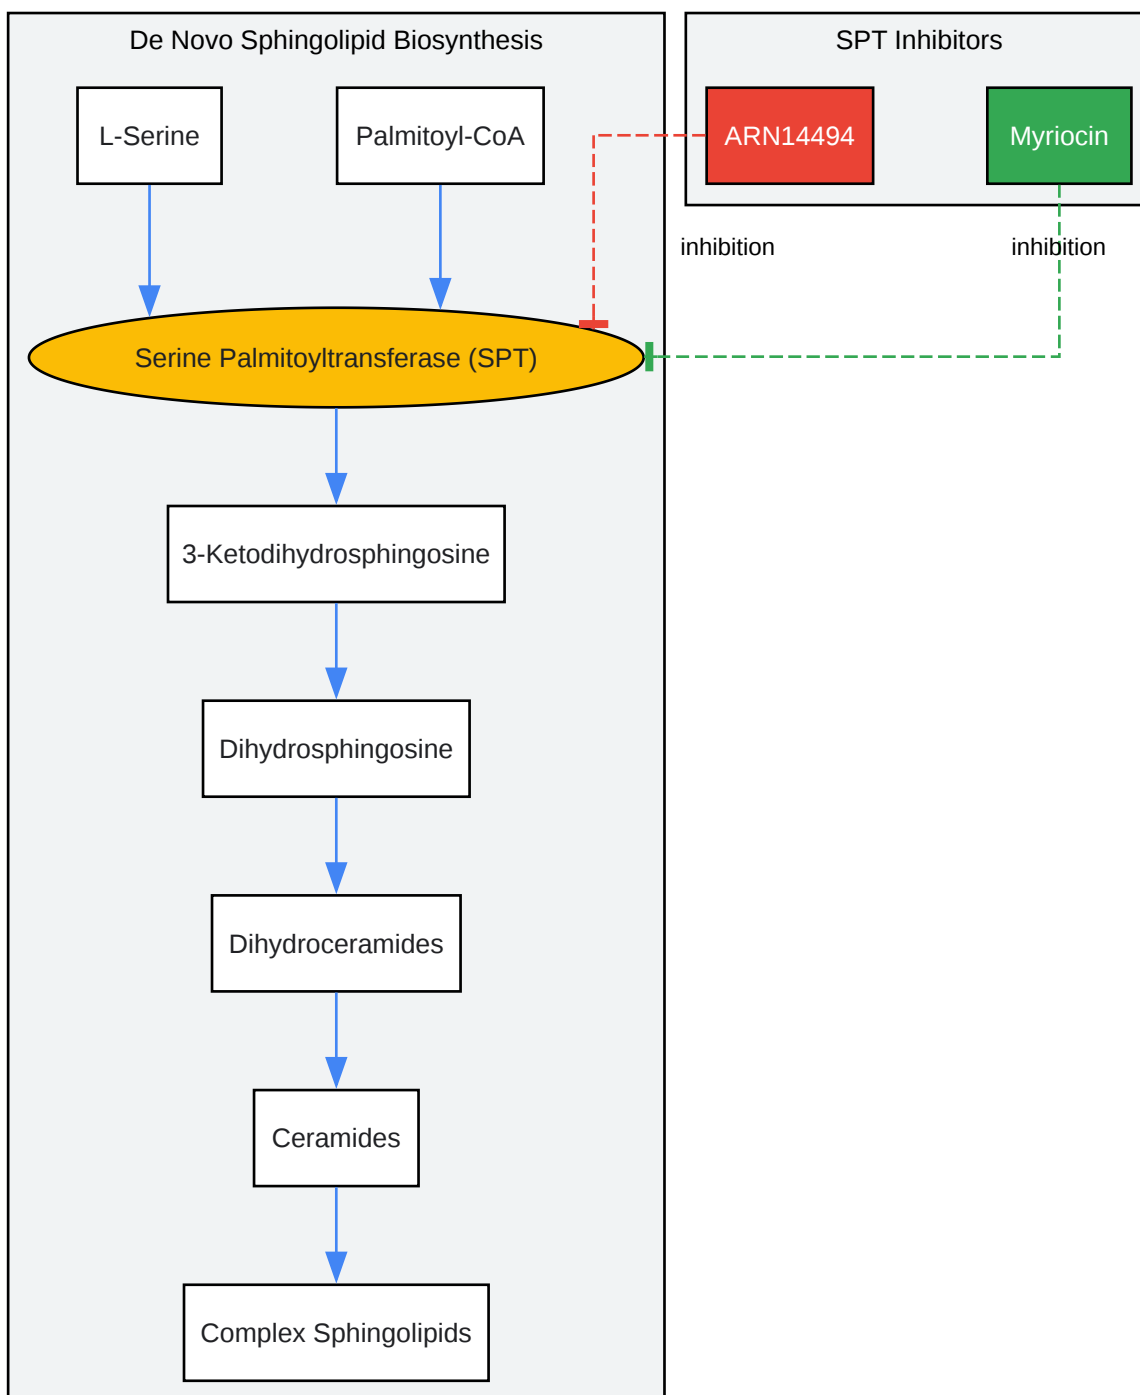 De Novo Sphingolipid Biosynthesis
SPT Inhibitors
L-Serine
Palmitoyl-CoA
ARN14494
Myriocin
inhibition
inhibition
Serine Palmitoyltransferase (SPT)
3-Ketodihydrosphingosine
Dihydrosphingosine
Dihydroceramides
Ceramides
Complex Sphingolipids